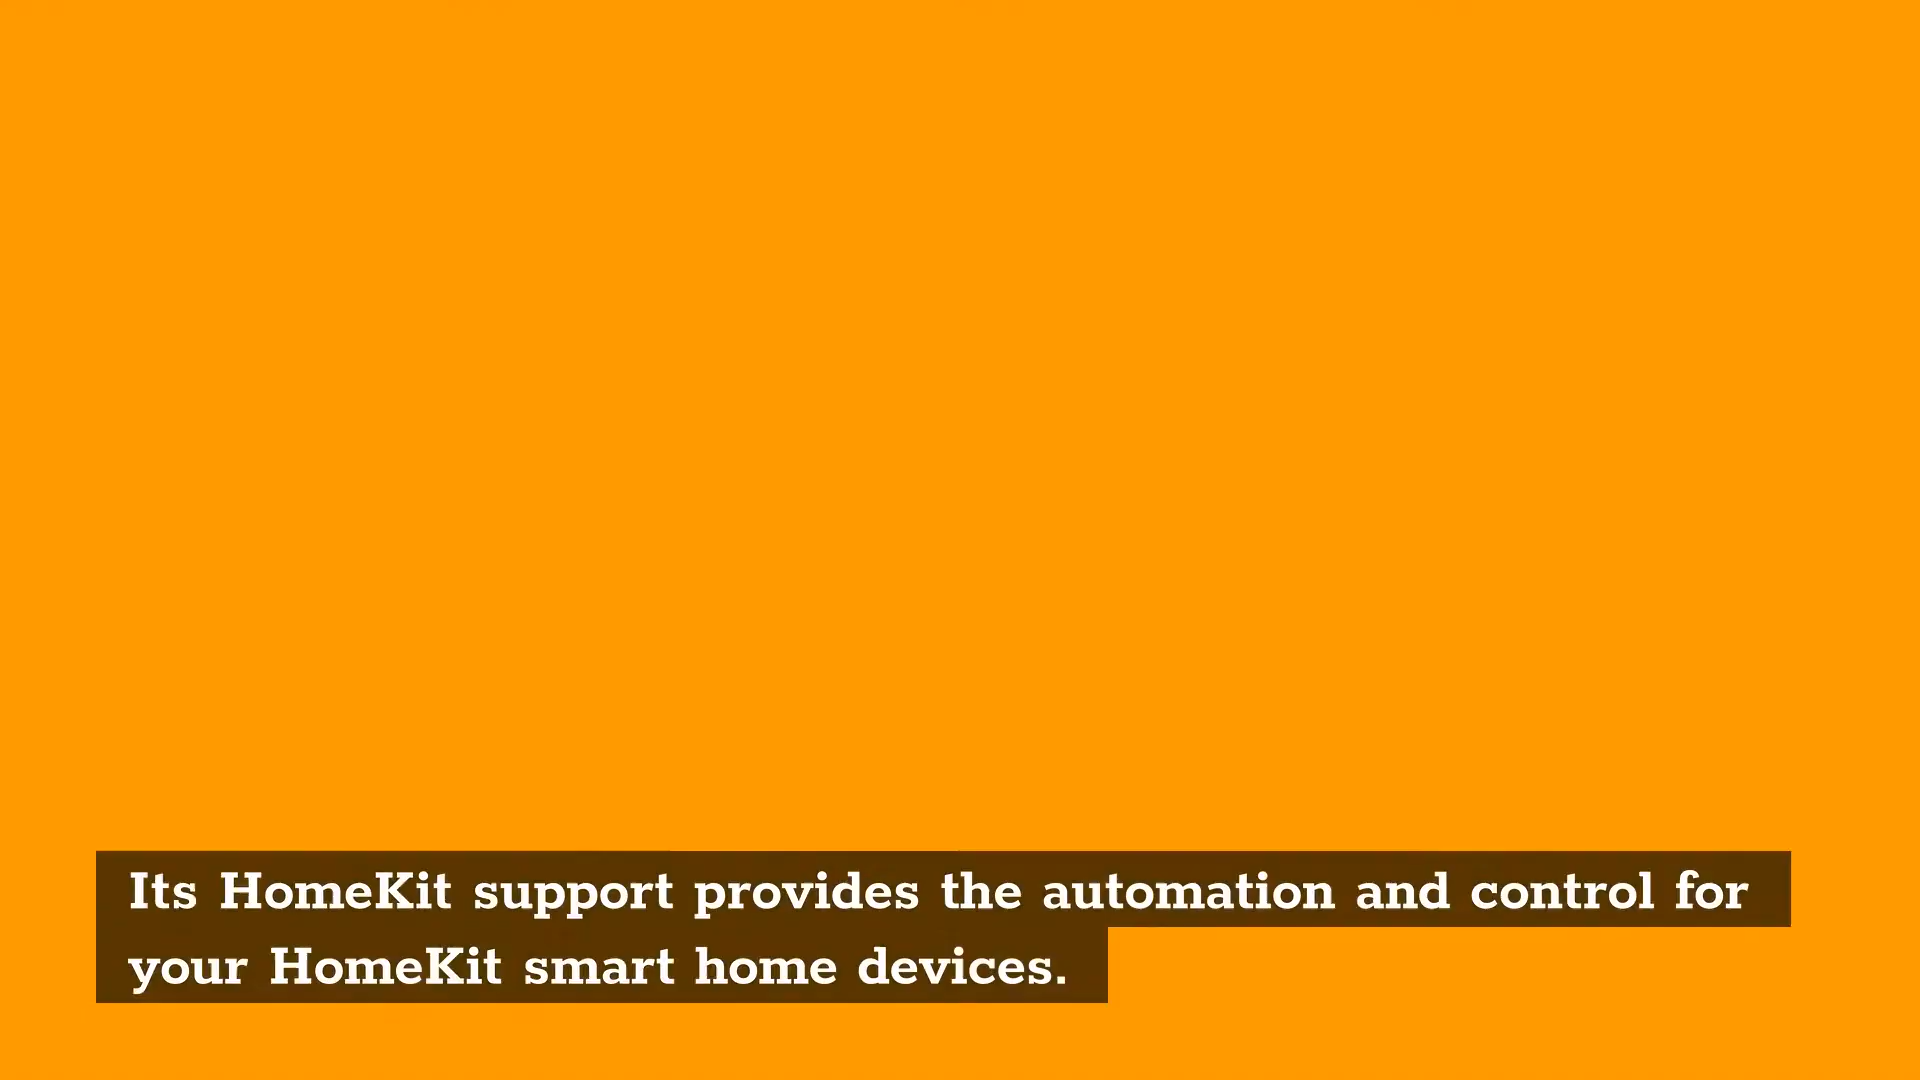 Its HomeKit support provides the automation and control for
your HomeKit smart home devices.